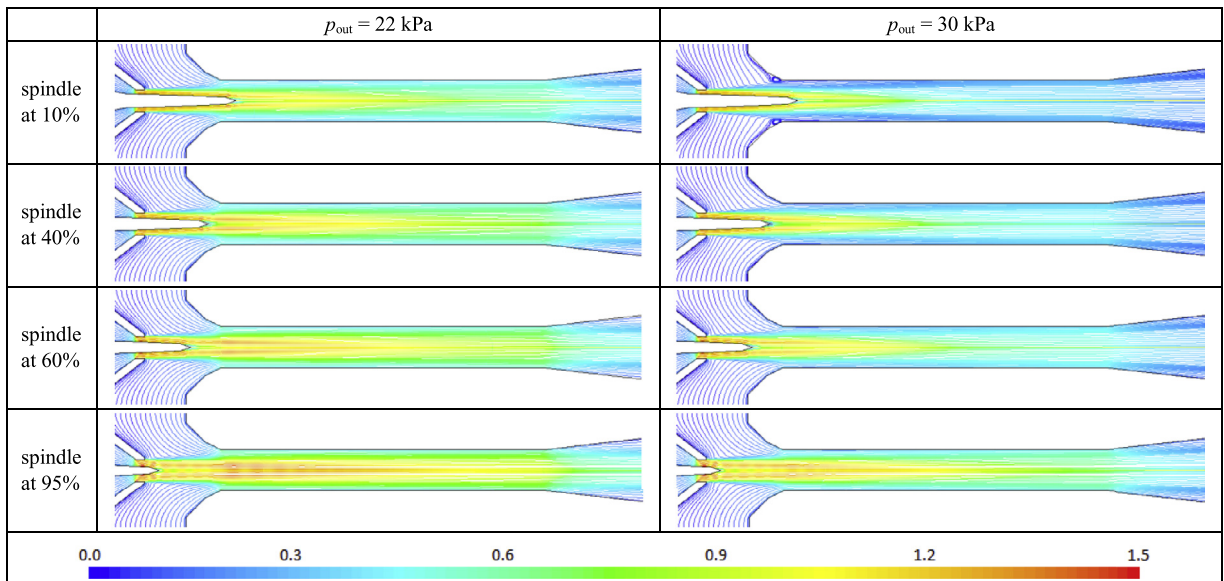 p_out = 22 kPa
p_out = 30 kPa
spindle
at 10%
spindle
at 40%
spindle
at 60%
spindle
at 95%
0.0 0.3 0.6 0.9 1.2 1.5